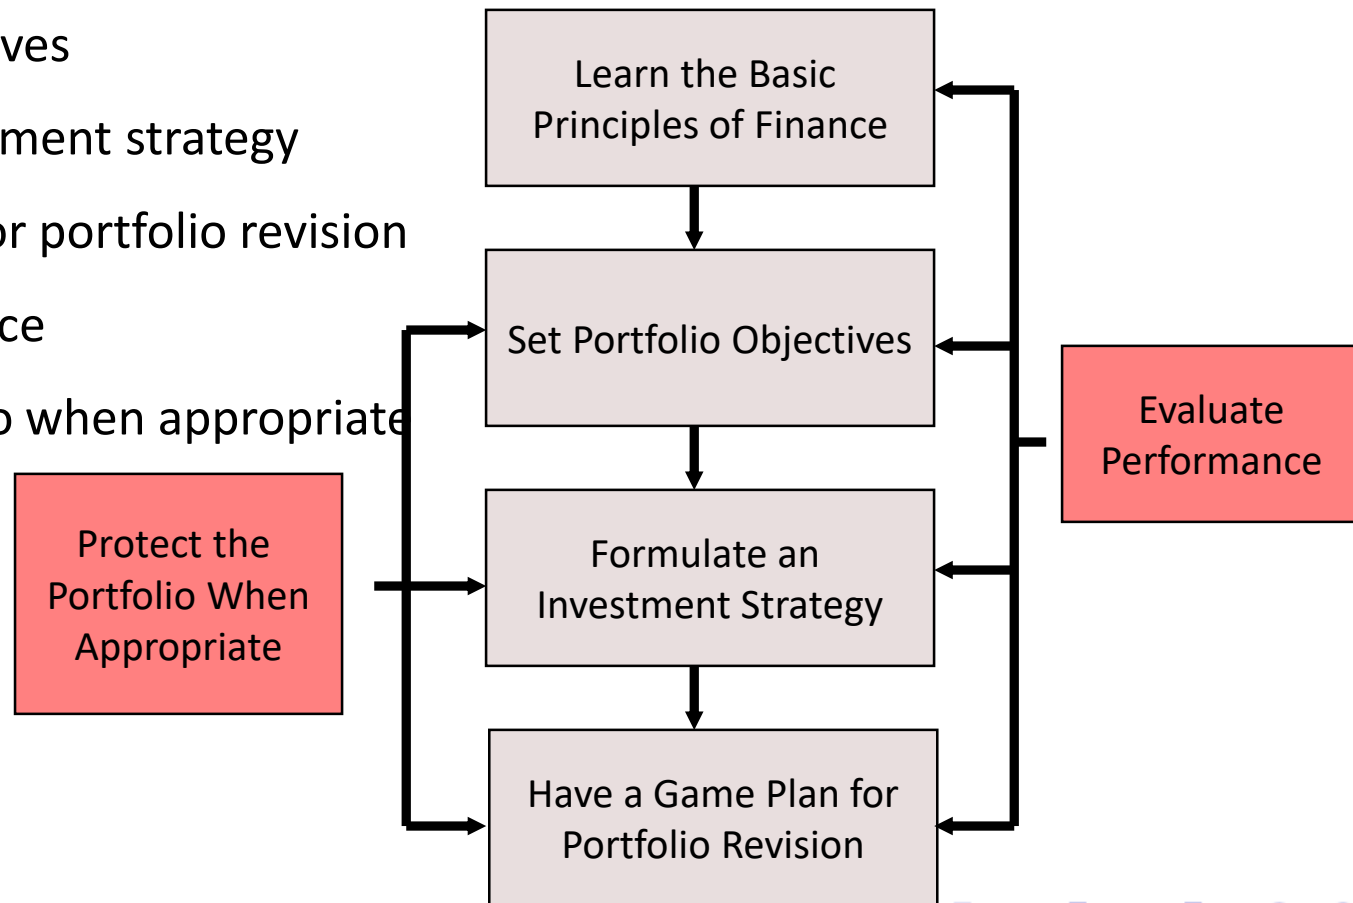 ves
ment strategy
or portfolio revision
ce
o when appropriate
Learn the Basic
Principles of Finance
Set Portfolio Objectives
Formulate an
Investment Strategy
Have a Game Plan for
Portfolio Revision
Protect the
Portfolio When
Appropriate
Evaluate
Performance